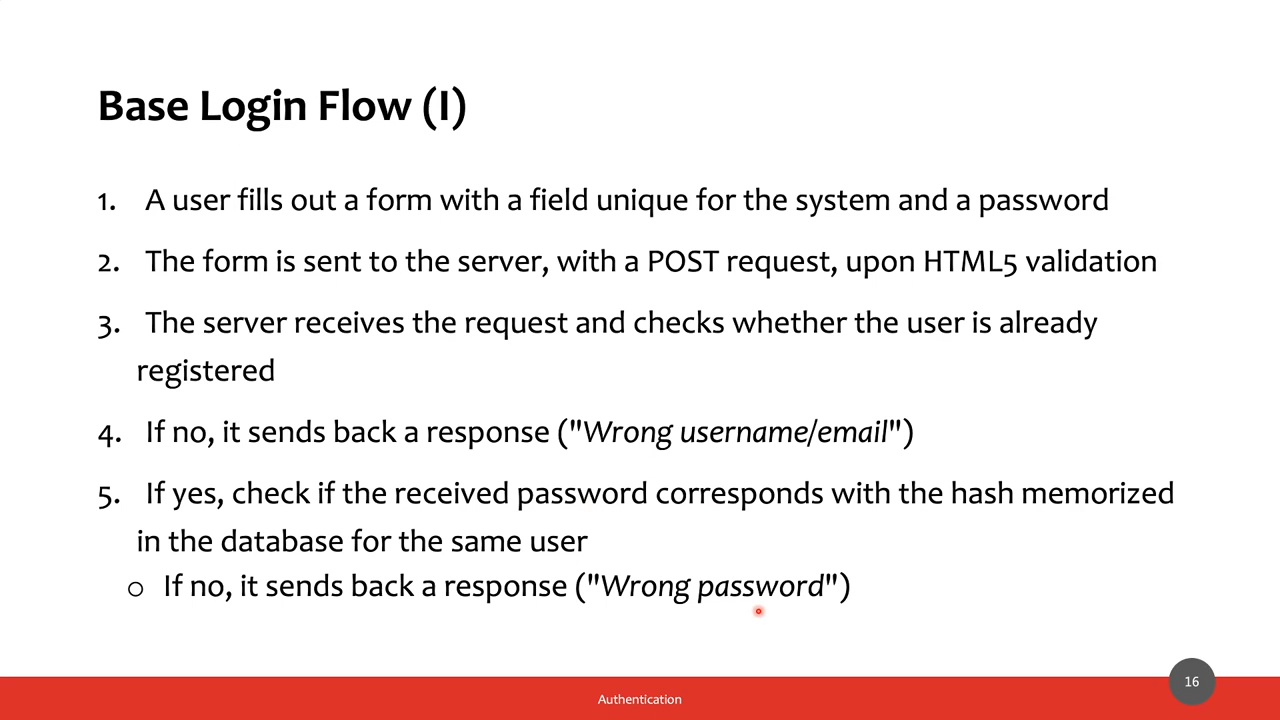 Base Login Flow (I)
1. A user fills out a form with a field unique for the system and a password
2. The form is sent to the server, with a POST request, upon HTML5 validation
3. The server receives the request and checks whether the user is already
registered
4. If no, it sends back a response ("Wrong username/email")
5. If yes, check if the received password corresponds with the hash memorized
in the database for the same user
o If no, it sends back a response ("Wrong password")
Authentication
16